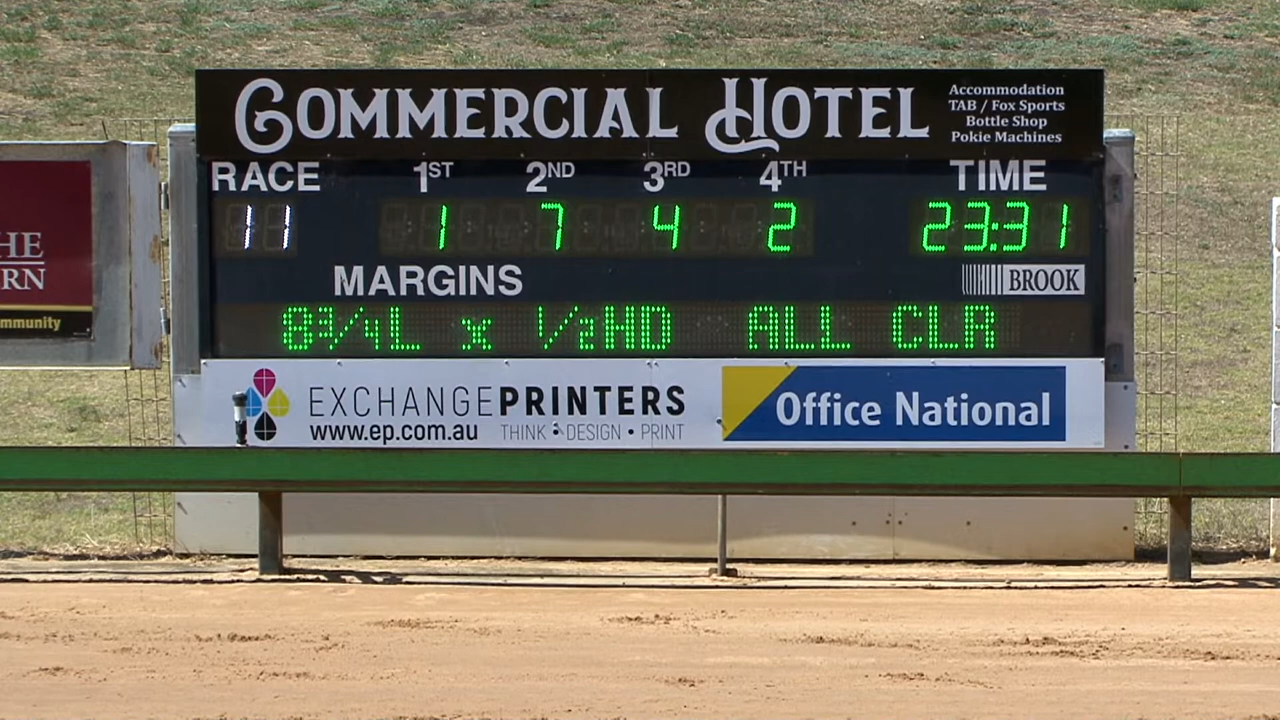 COMMERCIAL HOTEL
Accommodation
TAB / Fox Sports
Bottle Shop
Pokie Machines
RACE 1ST 2ND 3RD 4TH TIME
11 1 7 4 2 23:31
MARGINS
BROOK
8¾L x ½HD ALL CLR
EXCHANGEPRINTERS
www.ep.com.au
THINK • DESIGN • PRINT
Office National
HE
RN
mmunity